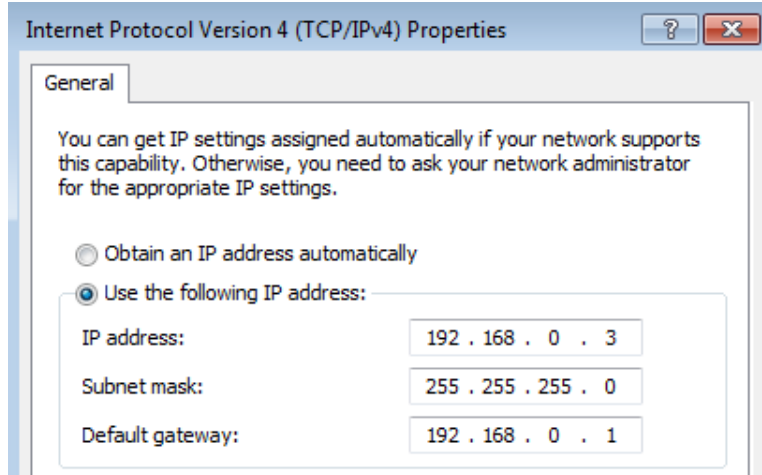 Internet Protocol Version 4 (TCP/IPv4) Properties
General
You can get IP settings assigned automatically if your network supports
this capability. Otherwise, you need to ask your network administrator
for the appropriate IP settings.
Obtain an IP address automatically
Use the following IP address:
IP address: 192 . 168 . 0 . 3
Subnet mask: 255 . 255 . 255 . 0
Default gateway: 192 . 168 . 0 . 1